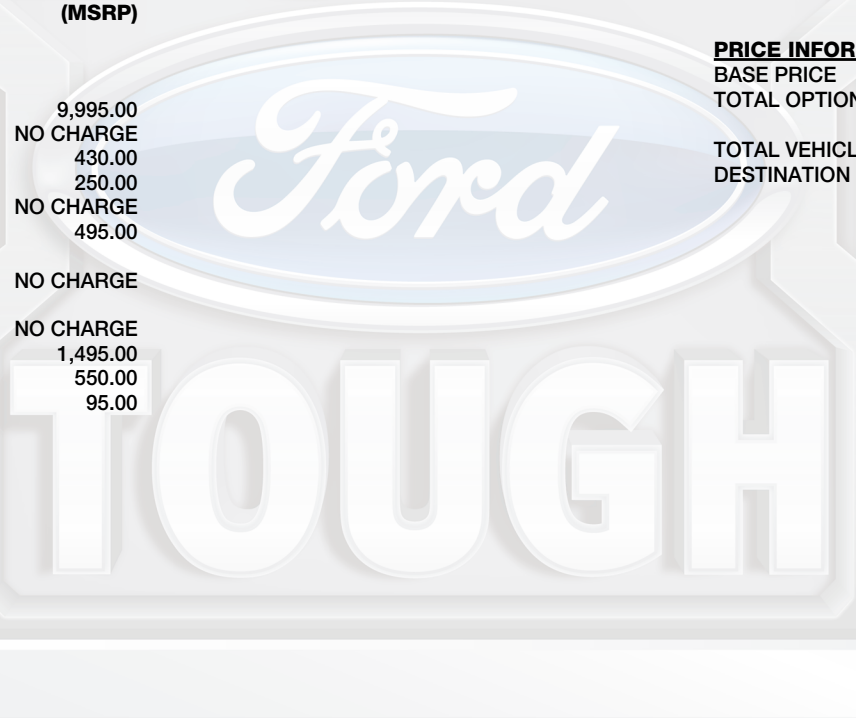 (MSRP)
9,995.00
NO CHARGE
430.00
250.00
NO CHARGE
495.00
NO CHARGE
NO CHARGE
1,495.00
550.00
95.00
PRICE INFOR
BASE PRICE
TOTAL OPTION
TOTAL VEHICL
DESTINATION
Ford
TOUGH